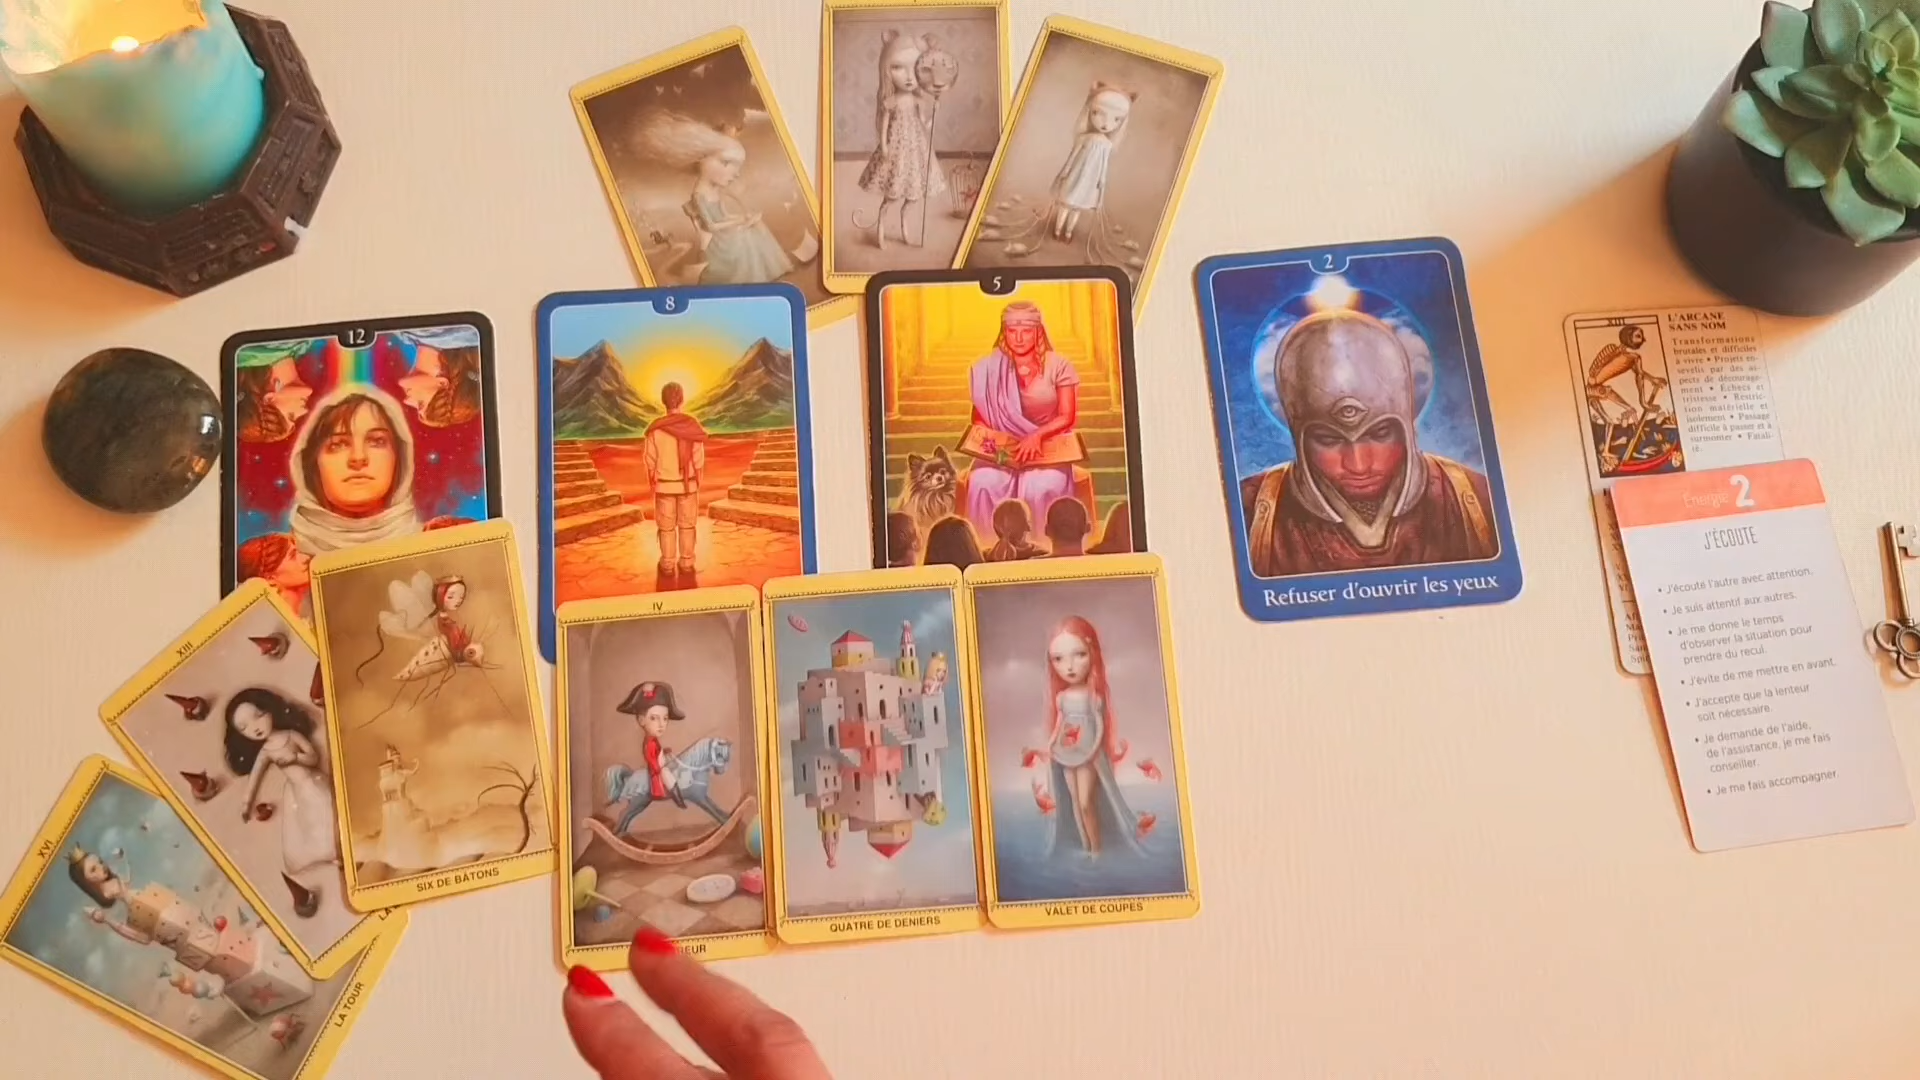 12
8
5
2
Refuser d'ouvrir les yeux
XIII
L'ARCANE
SANS NOM
Transformations
brutales et difficiles
à vivre • Projets en-
sevelis par des as-
pects de décourage-
ment • Échecs et
tristesse • Restric-
tion matérielle et
isolement • Passage
difficile à passer et à
surmonter • Fatali-
té.
Énergie 2
J'ÉCOUTE
• J'écoute l'autre avec attention.
• Je suis attentif aux autres.
• Je me donne le temps
d'observer la situation pour
prendre du recul.
• J'évite de me mettre en avant.
• J'accepte que la lenteur
soit nécessaire.
• Je demande de l'aide,
de l'assistance, je me fais
conseiller.
• Je me fais accompagner.
XVI
LA TOUR
XIII
LA
SIX DE BÂTONS
IV
EUR
QUATRE DE DENIERS
VALET DE COUPES